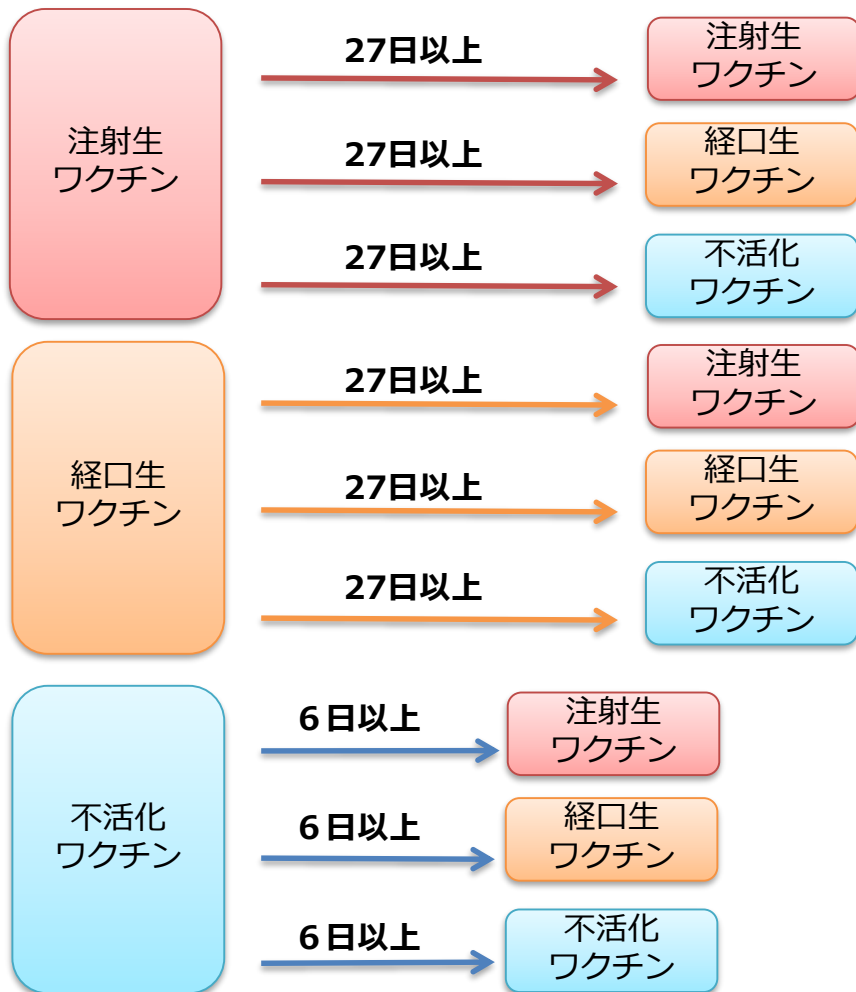 注射生
ワクチン
27日以上
注射生
ワクチン
27日以上
経口生
ワクチン
27日以上
不活化
ワクチン
経口生
ワクチン
27日以上
注射生
ワクチン
27日以上
経口生
ワクチン
27日以上
不活化
ワクチン
不活化
ワクチン
６日以上
注射生
ワクチン
６日以上
経口生
ワクチン
６日以上
不活化
ワクチン